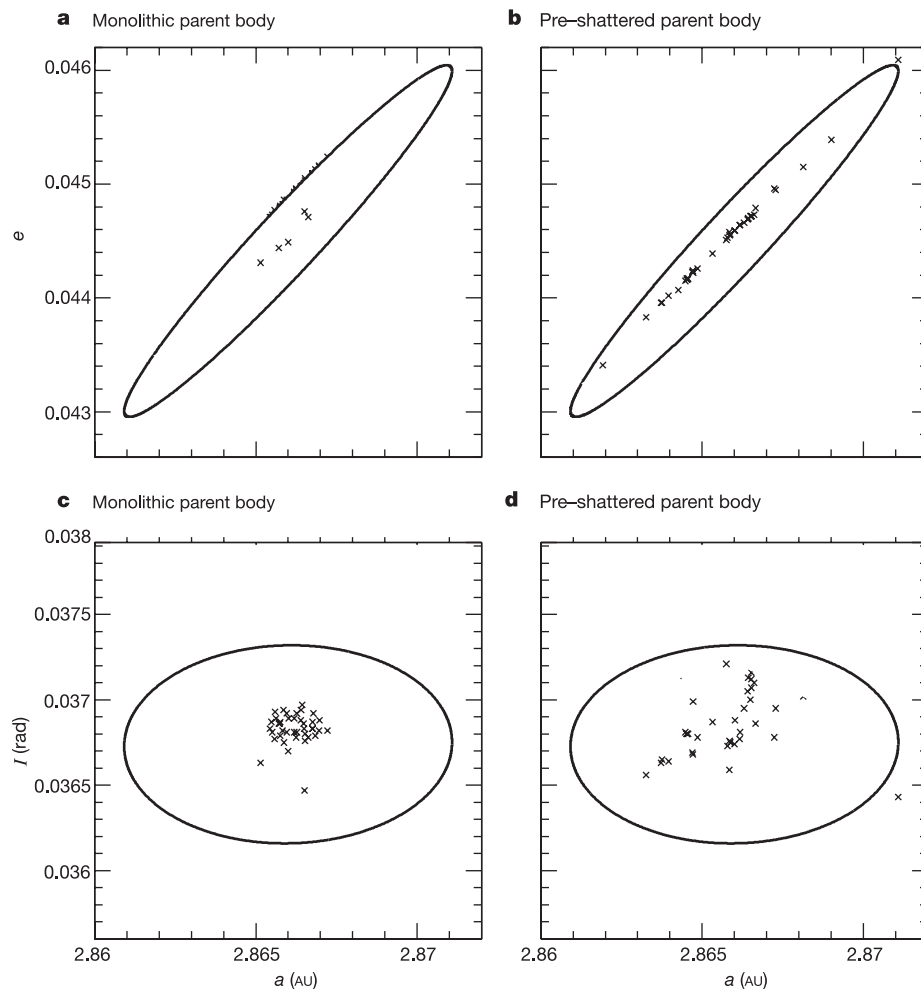 a Monolithic parent body
b Pre–shattered parent body
0.046
0.045
e
0.044
0.043
c Monolithic parent body
d Pre–shattered parent body
0.038
0.0375
0.037
I (rad)
0.0365
0.036
2.86
2.865
2.87
2.86
2.865
2.87
a (AU)
a (AU)